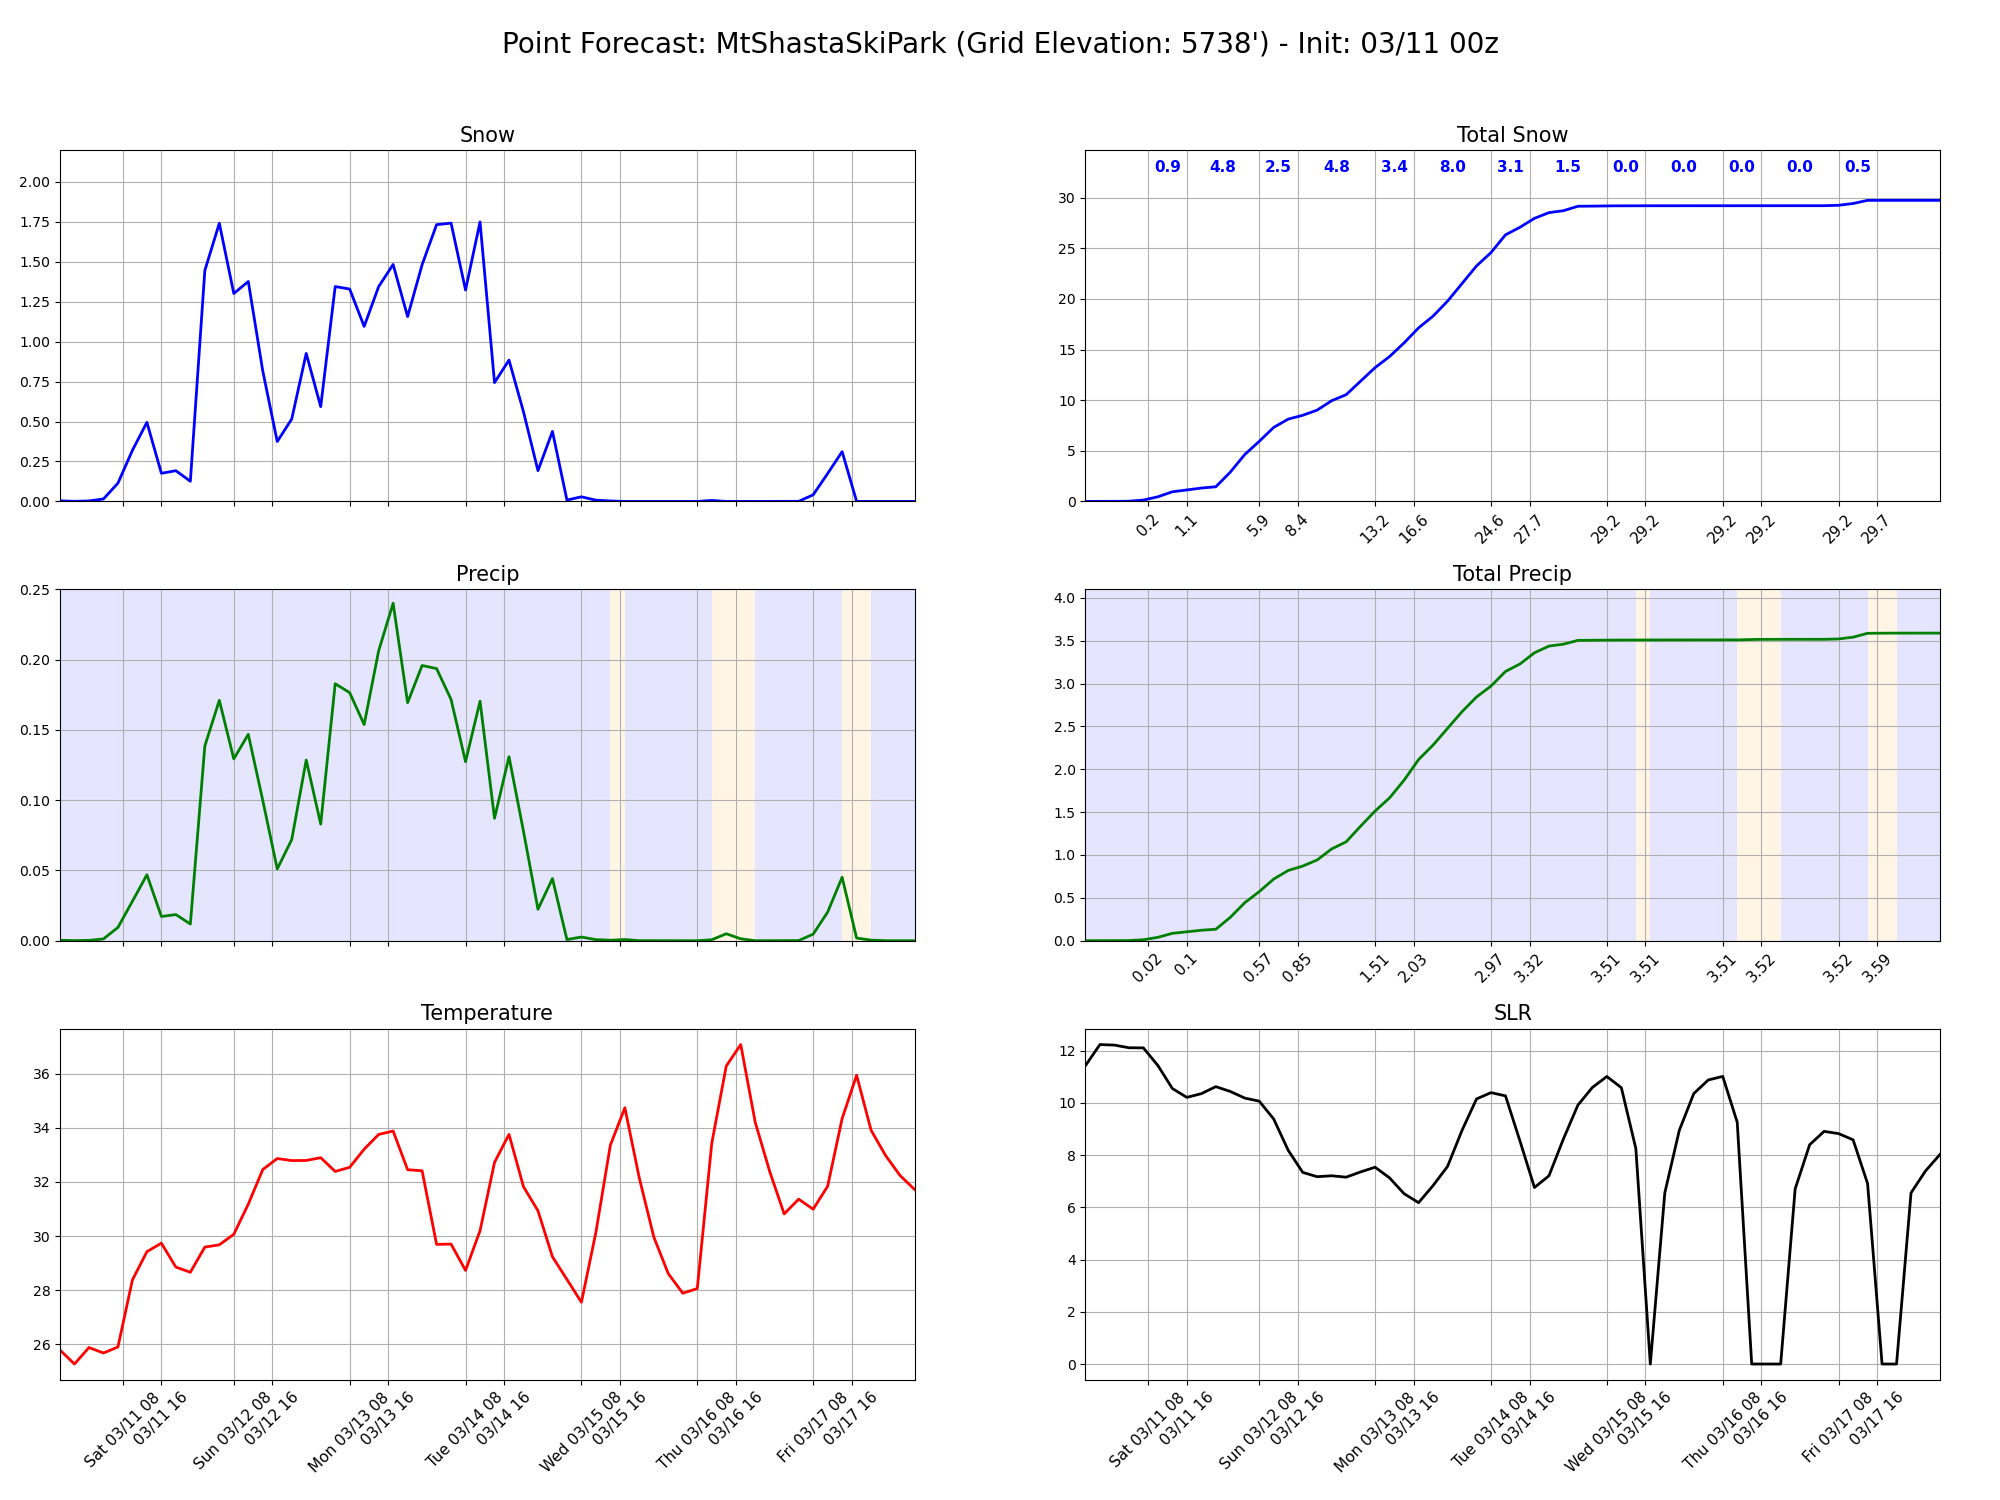 Point Forecast: MtShastaSkiPark (Grid Elevation: 5738') - Init: 03/11 00z
Snow
2.00
1.75
1.50
1.25
1.00
0.75
0.50
0.25
0.00
Total Snow
0.9 4.8 2.5 4.8 3.4 8.0 3.1 1.5 0.0 0.0 0.0 0.0 0.5
30
25
20
15
10
5
0
0.2 1.1 5.9 8.4 13.2 16.6 24.6 27.7 29.2 29.2 29.2 29.2 29.2 29.7
Precip
0.25
0.20
0.15
0.10
0.05
0.00
Total Precip
4.0
3.5
3.0
2.5
2.0
1.5
1.0
0.5
0.0
0.02 0.1 0.57 0.85 1.51 2.03 2.97 3.32 3.51 3.51 3.51 3.52 3.52 3.59
Temperature
36
34
32
30
28
26
Sat 03/11 08
03/11 16
Sun 03/12 08
03/12 16
Mon 03/13 08
03/13 16
Tue 03/14 08
03/14 16
Wed 03/15 08
03/15 16
Thu 03/16 08
03/16 16
Fri 03/17 08
03/17 16
SLR
12
10
8
6
4
2
0
Sat 03/11 08
03/11 16
Sun 03/12 08
03/12 16
Mon 03/13 08
03/13 16
Tue 03/14 08
03/14 16
Wed 03/15 08
03/15 16
Thu 03/16 08
03/16 16
Fri 03/17 08
03/17 16